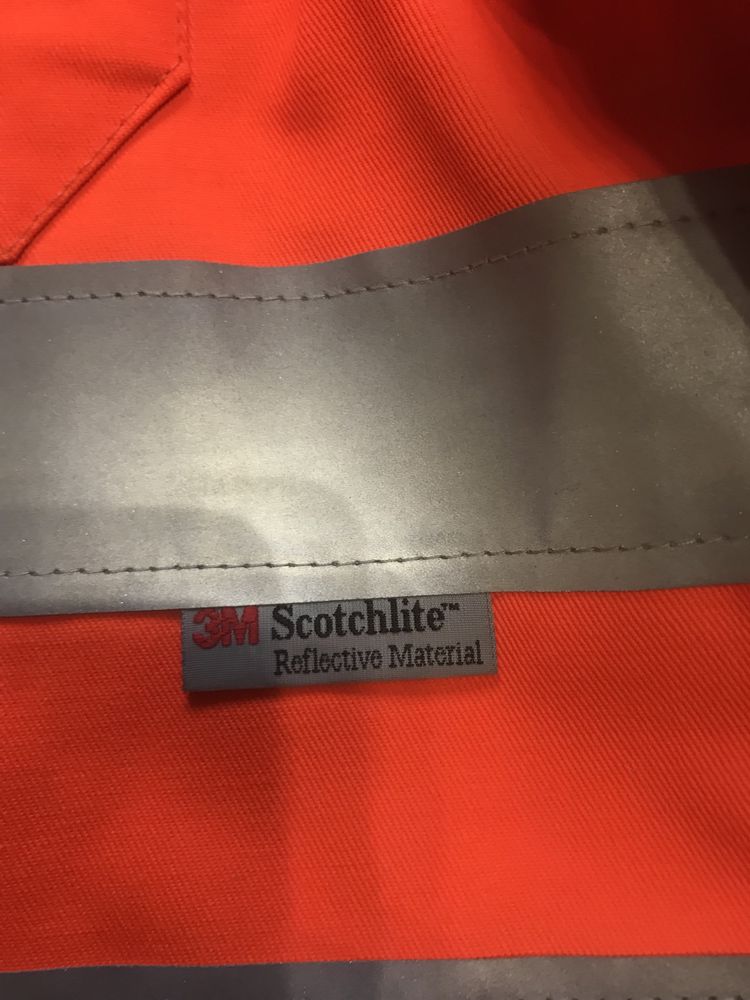 3M Scotchlite™
Reflective Material